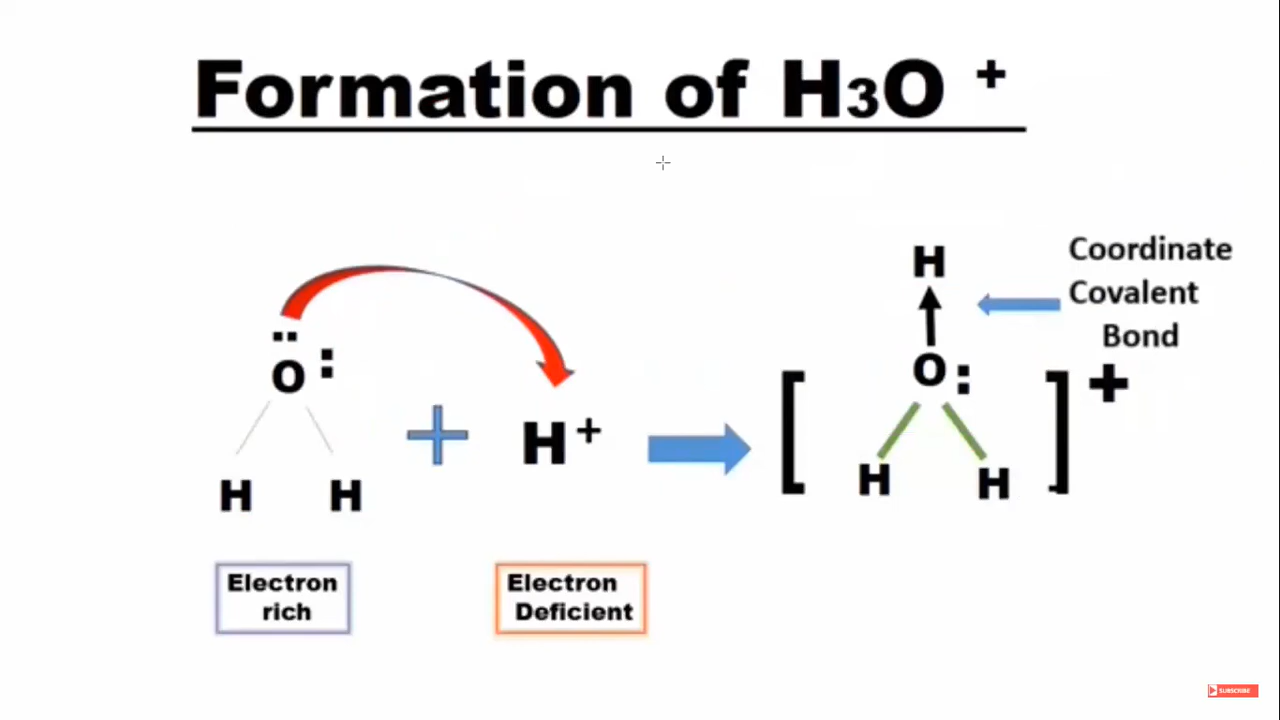 Formation of H3O +
H
Coordinate
Covalent
Bond
O
O
+
H+
H
H
H
H
+
Electron
rich
Electron
Deficient
SUBSCRIBE